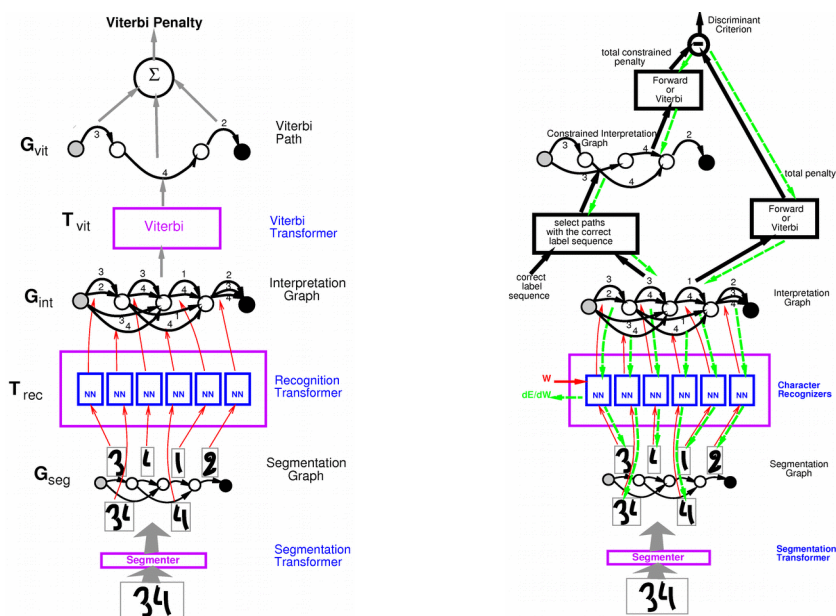 Viterbi Penalty
Σ
3
2
4
G vit
Viterbi
Path
T vit
Viterbi
Viterbi
Transformer
3 3 1 2
2 4 4 3 4
3 4 4 1
G int
Interpretation
Graph
T rec
NN NN NN NN NN NN
Recognition
Transformer
3 4 1 2
G seg
Segmentation
Graph
34 4
Segmenter
Segmentation
Transformer
34
Discriminant
Criterion
-
total constrained
penalty
Forward
or
Viterbi
Constrained Interpretation
Graph
3 4 2
3 4
total penalty
select paths
with the correct
label sequence
Forward
or
Viterbi
correct
label
sequence
3 3 1 2
2 4 4 3 4
3 4 4 1
Interpretation
Graph
W
dE/dW
NN NN NN NN NN NN
Character
Recognizers
3 4 1 2
Segmentation
Graph
34 4
Segmenter
Segmentation
Transformer
34